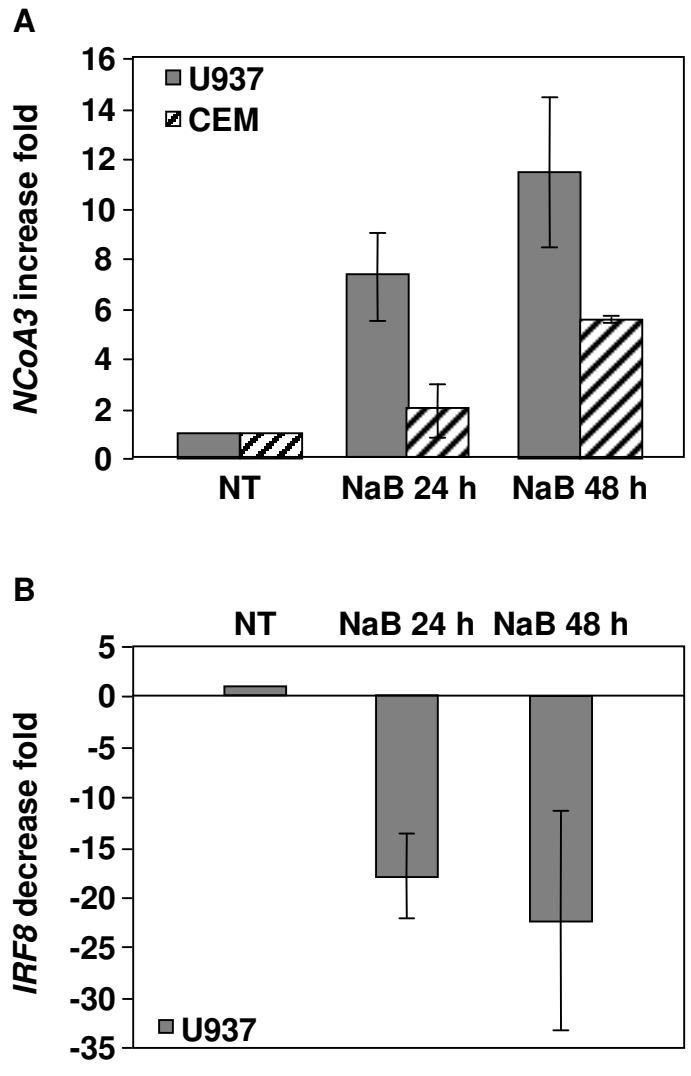 A
NCoA3 increase fold
16
14
12
10
8
6
4
2
0
U937
CEM
NT NaB 24 h NaB 48 h
B
NT NaB 24 h NaB 48 h
IRF8 decrease fold
5
0
-5
-10
-15
-20
-25
-30
-35
U937